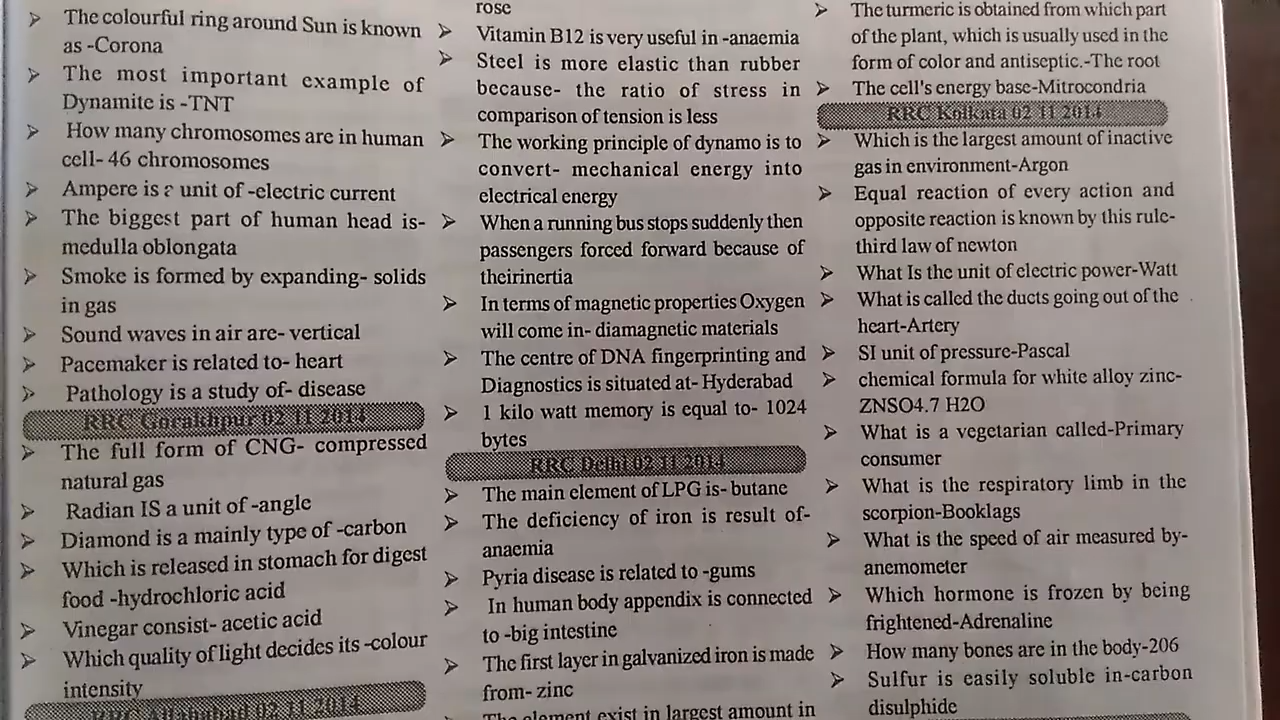 The colourful ring around Sun is known
as -Corona
The most important example of
Dynamite is -TNT
How many chromosomes are in human
cell- 46 chromosomes
Ampere is a unit of -electric current
The biggest part of human head is-
medulla oblongata
Smoke is formed by expanding- solids
in gas
Sound waves in air are- vertical
Pacemaker is related to- heart
Pathology is a study of- disease
RRC Gorakhpur 02 11 2014
The full form of CNG- compressed
natural gas
Radian IS a unit of -angle
Diamond is a mainly type of -carbon
Which is released in stomach for digest
food -hydrochloric acid
Vinegar consist- acetic acid
Which quality of light decides its -colour
intensity
RRC Allahabad 02 11 2014
rose
Vitamin B12 is very useful in -anaemia
Steel is more elastic than rubber
because- the ratio of stress in
comparison of tension is less
The working principle of dynamo is to
convert- mechanical energy into
electrical energy
When a running bus stops suddenly then
passengers forced forward because of
theirinertia
In terms of magnetic properties Oxygen
will come in- diamagnetic materials
The centre of DNA fingerprinting and
Diagnostics is situated at- Hyderabad
1 kilo watt memory is equal to- 1024
bytes
RRC Delhi 02 11 2014
The main element of LPG is- butane
The deficiency of iron is result of-
anaemia
Pyria disease is related to -gums
In human body appendix is connected
to -big intestine
The first layer in galvanized iron is made
from- zinc
The element exist in largest amount in
The turmeric is obtained from which part
of the plant, which is usually used in the
form of color and antiseptic.-The root
The cell's energy base-Mitrocondria
RRC Kolkata 02 11 2014
Which is the largest amount of inactive
gas in environment-Argon
Equal reaction of every action and
opposite reaction is known by this rule-
third law of newton
What Is the unit of electric power-Watt
What is called the ducts going out of the
heart-Artery
SI unit of pressure-Pascal
chemical formula for white alloy zinc-
ZNSO4.7 H2O
What is a vegetarian called-Primary
consumer
What is the respiratory limb in the
scorpion-Booklags
What is the speed of air measured by-
anemometer
Which hormone is frozen by being
frightened-Adrenaline
How many bones are in the body-206
Sulfur is easily soluble in-carbon
disulphide